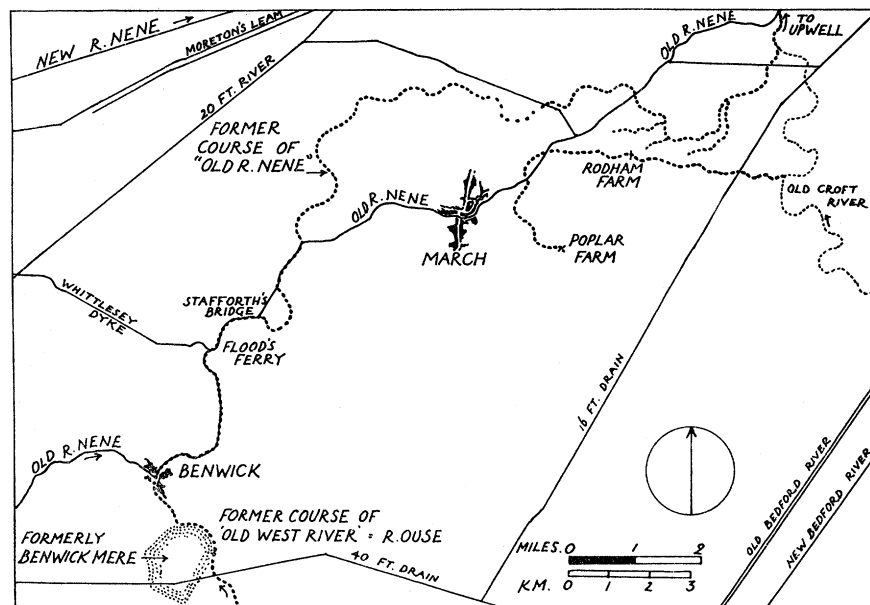 NEW R. NENE
MORETON'S LEAM
20 FT. RIVER
OLD R. NENE
TO
UPWELL
FORMER
COURSE OF
"OLD R. NENE"
RODHAM
FARM
OLD CROFT
RIVER
OLD R. NENE
MARCH
POPLAR
FARM
WHITTLESEY
DYKE
STAFFORTH'S
BRIDGE
FLOOD'S
FERRY
16 FT. DRAIN
OLD R. NENE
BENWICK
FORMERLY
BENWICK MERE
FORMER COURSE OF
'OLD WEST RIVER' = R. OUSE
40 FT. DRAIN
OLD BEDFORD RIVER
NEW BEDFORD RIVER
MILES. 0 1 2
KM. 0 1 2 3